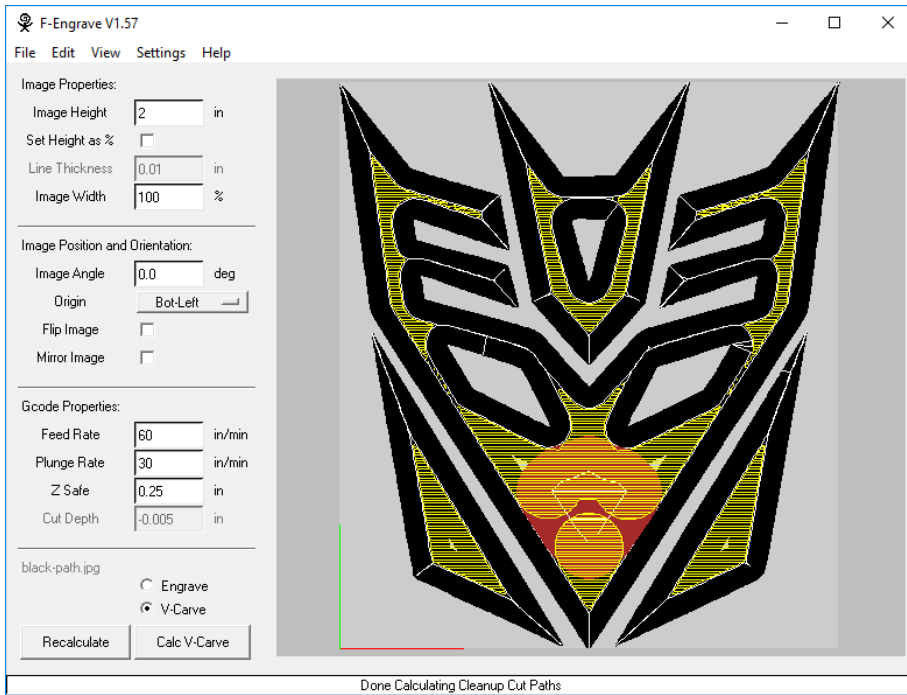 F-Engrave V1.57
File Edit View Settings Help
Image Properties:
Image Height 2 in
Set Height as %
Line Thickness 0.01 in
Image Width 100 %
Image Position and Orientation:
Image Angle 0.0 deg
Origin Bot-Left
Flip Image
Mirror Image
Gcode Properties:
Feed Rate 60 in/min
Plunge Rate 30 in/min
Z Safe 0.25 in
Cut Depth -0.005 in
black-path.jpg
Engrave
V-Carve
Recalculate Calc V-Carve
Done Calculating Cleanup Cut Paths